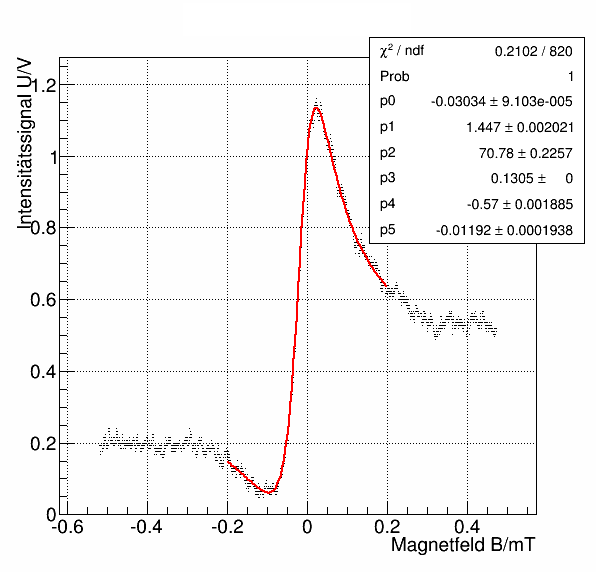 χ² / ndf 0.2102 / 820
Prob 1
p0 -0.03034 ± 9.103e-005
p1 1.447 ± 0.002021
p2 70.78 ± 0.2257
p3 0.1305 ± 0
p4 -0.57 ± 0.001885
p5 -0.01192 ± 0.0001938
Intensitätssignal U/V
1.2
1
0.8
0.6
0.4
0.2
0
-0.6 -0.4 -0.2 0 0.2 0.4
Magnetfeld B/mT